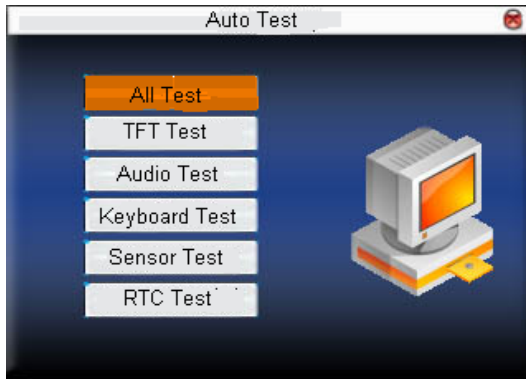 Auto Test
All Test
TFT Test
Audio Test
Keyboard Test
Sensor Test
RTC Test